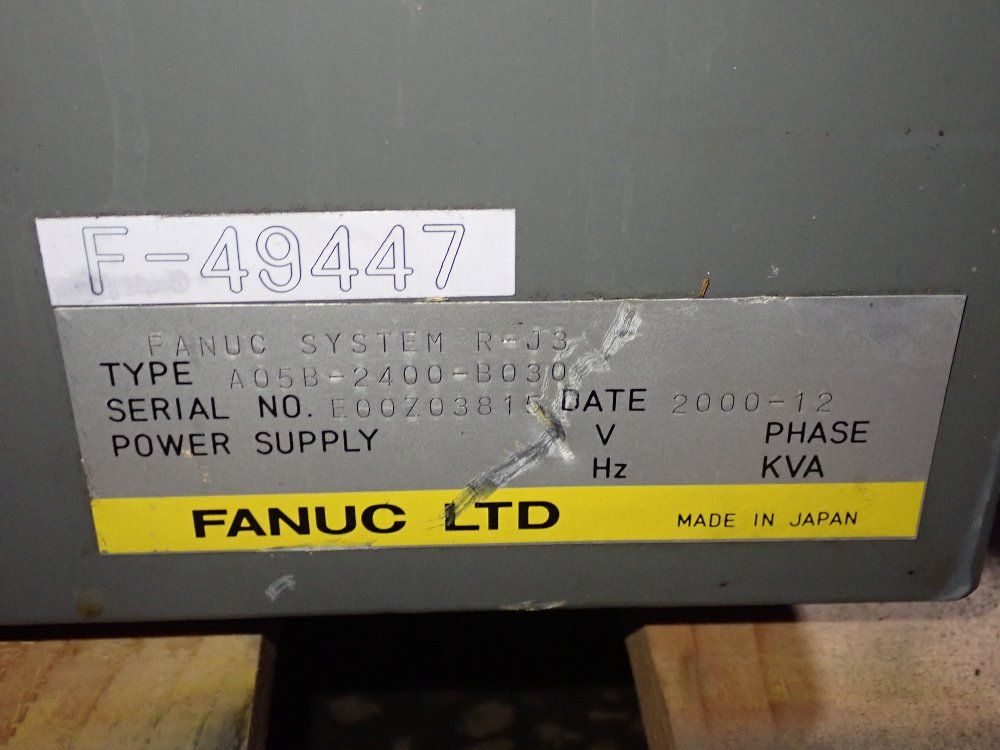 F-49447
FANUC SYSTEM R-J3
TYPE A05B-2400-B030
SERIAL NO. E00Z03815 DATE 2000-12
POWER SUPPLY V PHASE
Hz KVA
FANUC LTD MADE IN JAPAN